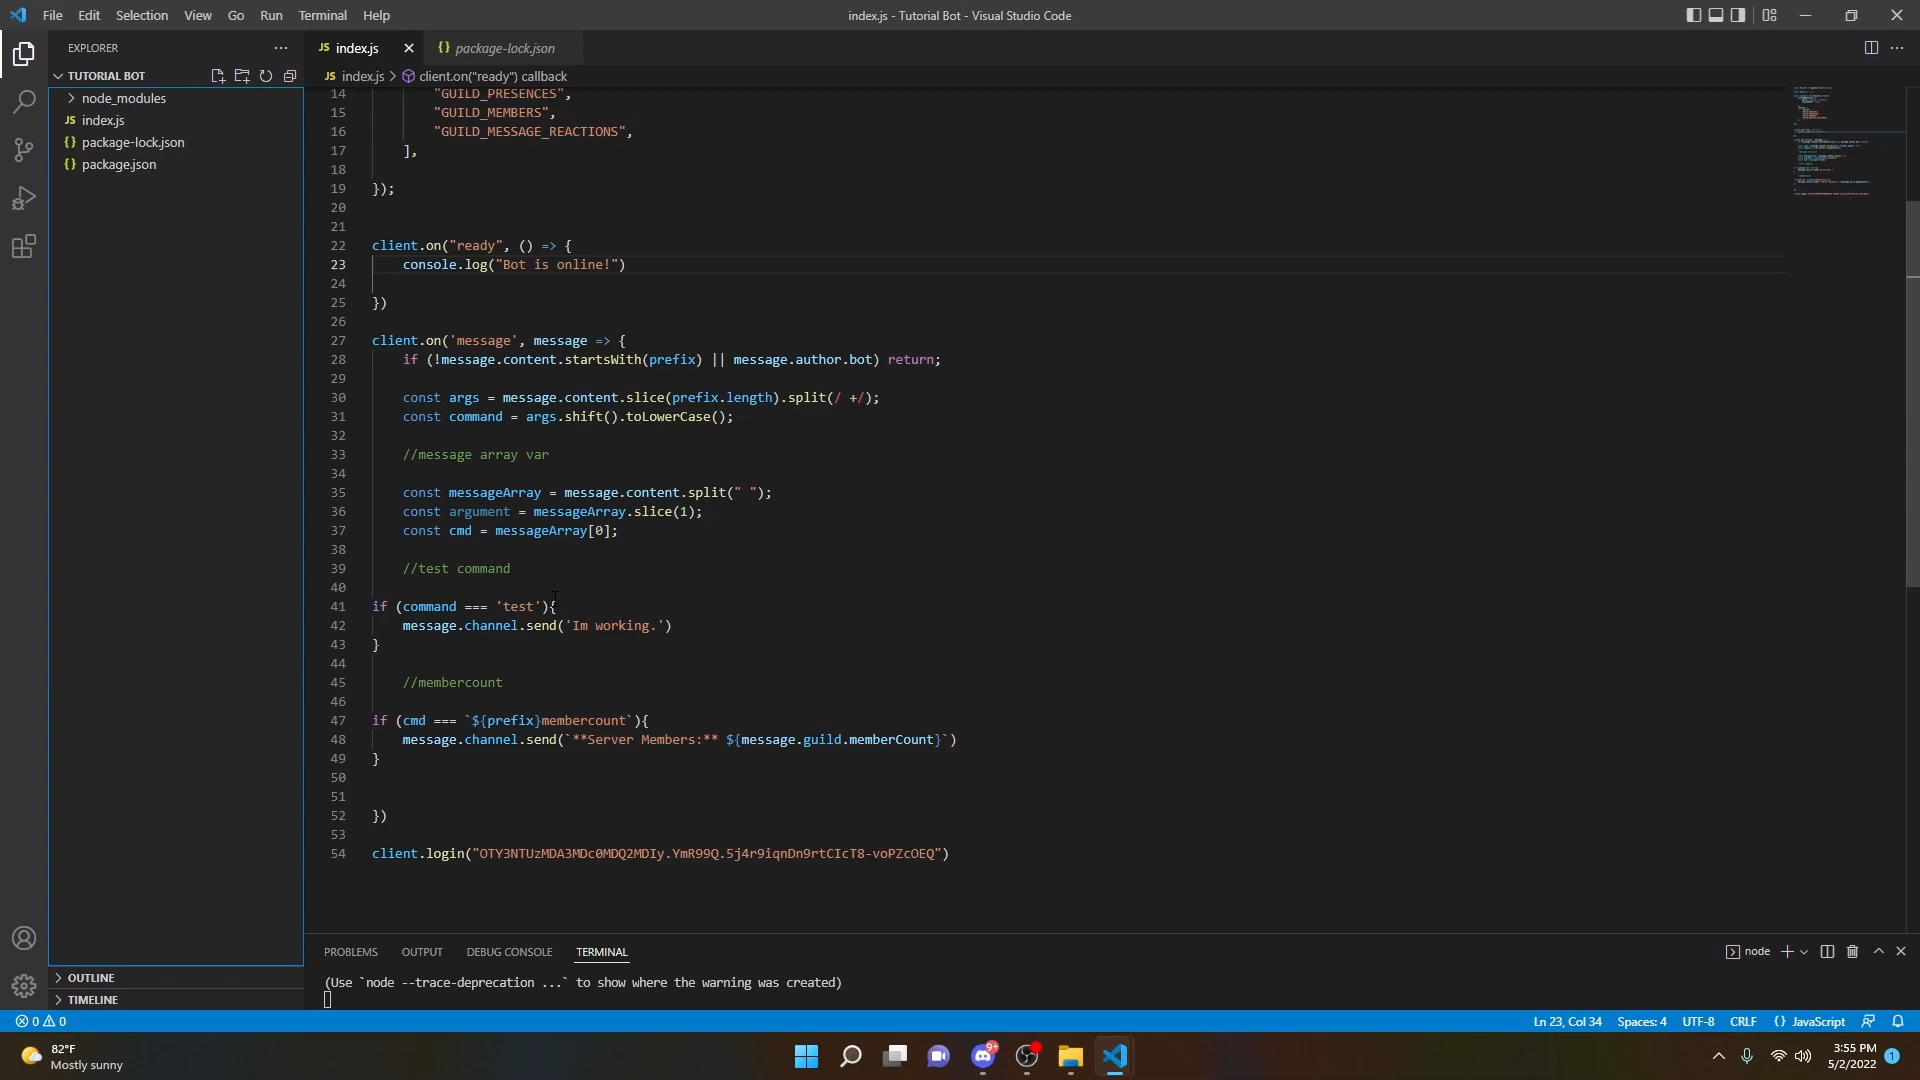 File Edit Selection View Go Run Terminal Help
index.js - Tutorial Bot - Visual Studio Code
EXPLORER
TUTORIAL BOT
node_modules
JS index.js
{} package-lock.json
{} package.json
OUTLINE
TIMELINE
JS index.js
{} package-lock.json
JS index.js > client.on("ready") callback
14 "GUILD_PRESENCES",
15 "GUILD_MEMBERS",
16 "GUILD_MESSAGE_REACTIONS",
17 ],
18
19 });
20
21
22 client.on("ready", () => {
23 console.log("Bot is online!")
24
25 })
26
27 client.on('message', message => {
28 if (!message.content.startsWith(prefix) || message.author.bot) return;
29
30 const args = message.content.slice(prefix.length).split(/ +/);
31 const command = args.shift().toLowerCase();
32
33 //message array var
34
35 const messageArray = message.content.split(" ");
36 const argument = messageArray.slice(1);
37 const cmd = messageArray[0];
38
39 //test command
40
41 if (command === 'test'){
42 message.channel.send('Im working.')
43 }
44
45 //membercount
46
47 if (cmd === `${prefix}membercount`){
48 message.channel.send(`**Server Members:** ${message.guild.memberCount}`)
49 }
50
51
52 })
53
54 client.login("OTY3NTUzMDA3MDc0MDQ2MDIy.YmR99Q.5j4r9iqnDn9rtCIcT8-voPZcOEQ")
PROBLEMS OUTPUT DEBUG CONSOLE TERMINAL
node
(Use `node --trace-deprecation ...` to show where the warning was created)
0 0
Ln 23, Col 34 Spaces: 4 UTF-8 CRLF {} JavaScript
82°F
Mostly sunny
9+
3:55 PM
5/2/2022
1